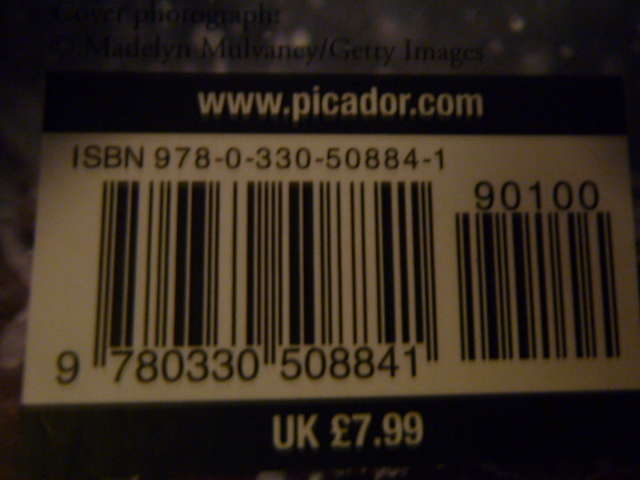 Cover photograph:
© Madelyn Mulvaney/Getty Images
www.picador.com
ISBN 978-0-330-50884-1
90100
9 780330 508841
UK £7.99